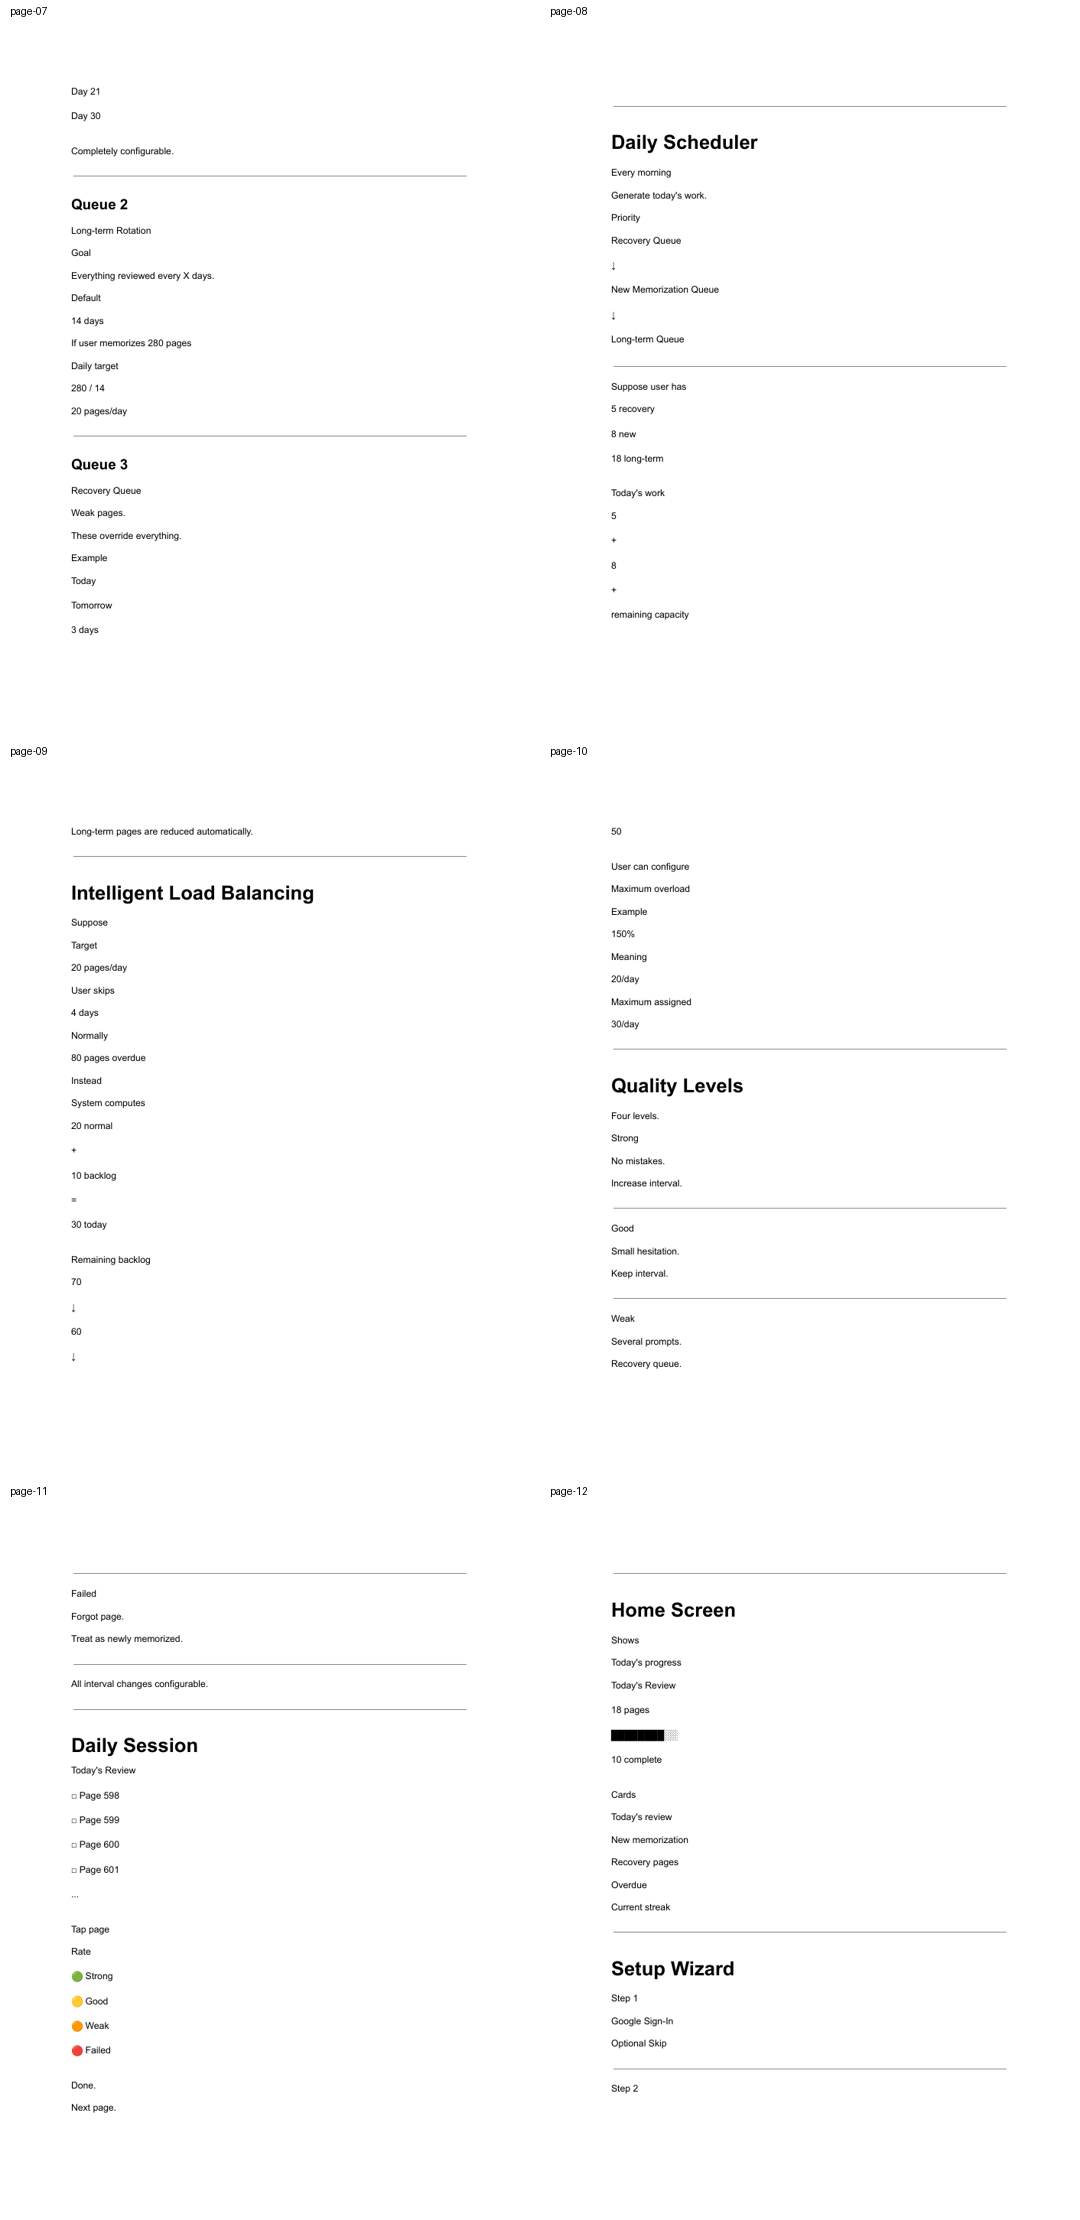 page-07
Day 21
Day 30
Completely configurable.
Queue 2
Long-term Rotation
Goal
Everything reviewed every X days.
Default
14 days
If user memorizes 280 pages
Daily target
280 / 14
20 pages/day
Queue 3
Recovery Queue
Weak pages.
These override everything.
Example
Today
Tomorrow
3 days
page-08
Daily Scheduler
Every morning
Generate today's work.
Priority
Recovery Queue
↓
New Memorization Queue
↓
Long-term Queue
Suppose user has
5 recovery
8 new
18 long-term
Today's work
5
+
8
+
remaining capacity
page-09
Long-term pages are reduced automatically.
Intelligent Load Balancing
Suppose
Target
20 pages/day
User skips
4 days
Normally
80 pages overdue
Instead
System computes
20 normal
+
10 backlog
=
30 today
Remaining backlog
70
↓
60
↓
page-10
50
User can configure
Maximum overload
Example
150%
Meaning
20/day
Maximum assigned
30/day
Quality Levels
Four levels.
Strong
No mistakes.
Increase interval.
Good
Small hesitation.
Keep interval.
Weak
Several prompts.
Recovery queue.
page-11
Failed
Forgot page.
Treat as newly memorized.
All interval changes configurable.
Daily Session
Today's Review
□ Page 598
□ Page 599
□ Page 600
□ Page 601
...
Tap page
Rate
🟢 Strong
🟡 Good
🟠 Weak
🔴 Failed
Done.
Next page.
page-12
Home Screen
Shows
Today's progress
Today's Review
18 pages
████████░░
10 complete
Cards
Today's review
New memorization
Recovery pages
Overdue
Current streak
Setup Wizard
Step 1
Google Sign-In
Optional Skip
Step 2